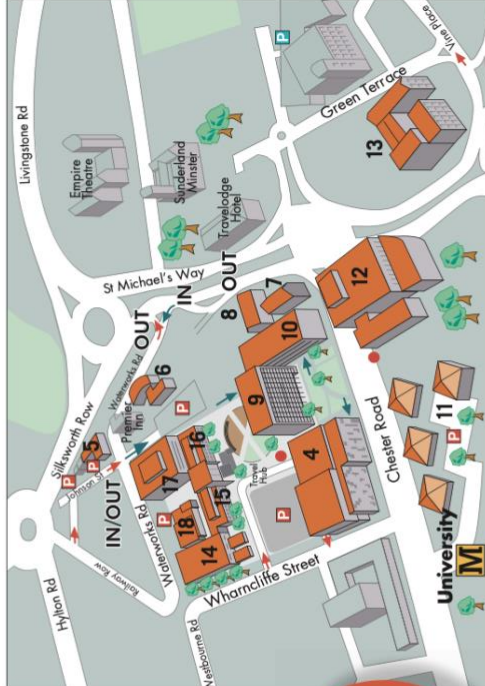 Hylton Rd
Livingstone Rd
Silksworth Row
Johnson St
Railway Row
Waterworks Rd
Waterworks Rd
Premier
Inn
IN/OUT
OUT
IN
OUT
St Michael's Way
Empire
Theatre
Sunderland
Minster
Travelodge
Hotel
Green Terrace
Vine Place
P
P
P
P
P
P
P
5
6
7
8
9
10
4
11
12
13
14
15
16
17
18
Travel
Hub
Wharncliffe Street
Westbourne Rd
Chester Road
University
M